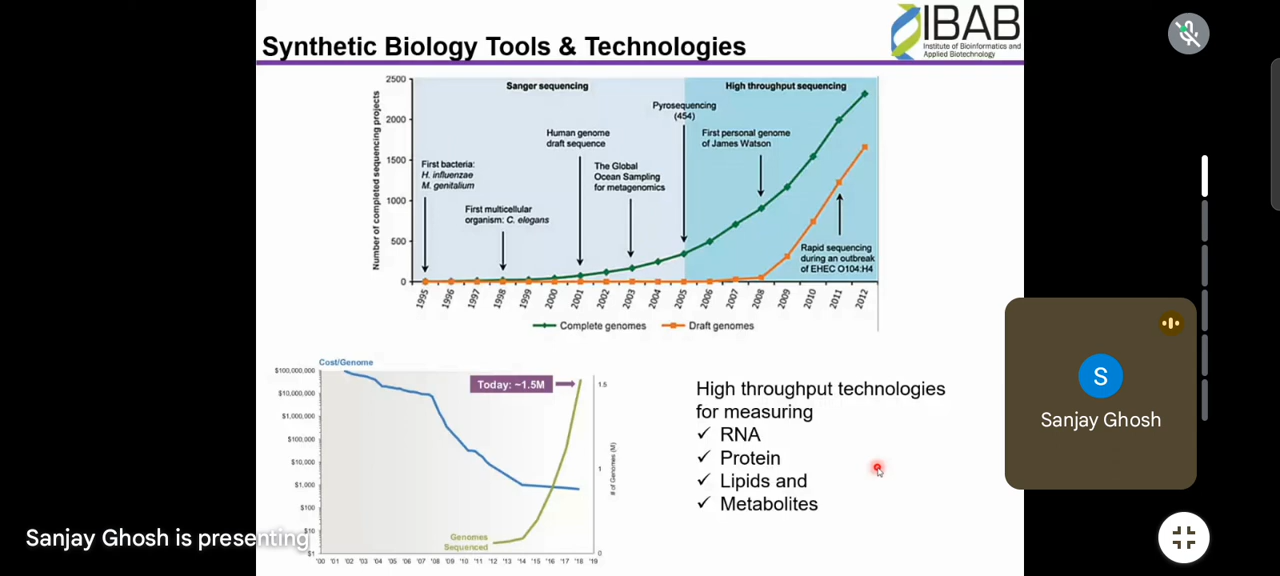 Synthetic Biology Tools & Technologies
IBAB
Institute of Bioinformatics and
Applied Biotechnology
Number of completed sequencing projects
2500
2000
1500
1000
500
0
Sanger sequencing
High throughput sequencing
First bacteria:
H. influenzae
M. genitalium
First multicellular
organism: C. elegans
Human genome
draft sequence
The Global
Ocean Sampling
for metagenomics
Pyrosequencing
(454)
First personal genome
of James Watson
Rapid sequencing
during an outbreak
of EHEC O104:H4
1995 1996 1997 1998 1999 2000 2001 2002 2003 2004 2005 2006 2007 2008 2009 2010 2011 2012
Complete genomes Draft genomes
Cost/Genome
$100,000,000
$10,000,000
$1,000,000
$100,000
$10,000
$1,000
$100
$10
$1
Today: ~1.5M
1.5
1
0
# of Genomes (M)
Genomes
Sequenced
'00 '01 '02 '03 '04 '05 '06 '07 '08 '09 '10 '11 '12 '13 '14 '15 '16 '17 '18 '19
High throughput technologies
for measuring
✓ RNA
✓ Protein
✓ Lipids and
✓ Metabolites
S
Sanjay Ghosh
Sanjay Ghosh is presenting